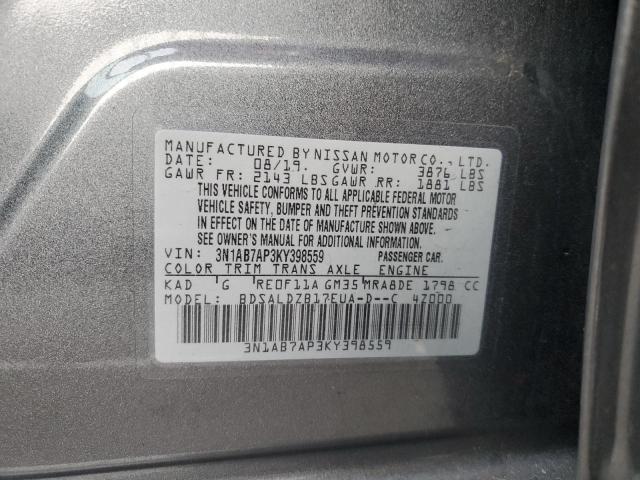 MANUFACTURED BY NISSAN MOTOR CO., LTD.
DATE: 08/19. GVWR: 3876 LBS
GAWR FR: 2143 LBS GAWR RR: 1881 LBS
THIS VEHICLE CONFORMS TO ALL APPLICABLE FEDERAL MOTOR
VEHICLE SAFETY, BUMPER AND THEFT PREVENTION STANDARDS
IN EFFECT ON THE DATE OF MANUFACTURE SHOWN ABOVE.
SEE OWNER'S MANUAL FOR ADDITIONAL INFORMATION.
VIN: 3N1AB7AP3KY398559 PASSENGER CAR.
COLOR TRIM TRANS AXLE ENGINE
KAD G RE0F11A GM35 MRA8DE 1798 CC
MODEL: BDSALDZB17EUA-D--C 4Z000
3N1AB7AP3KY398559